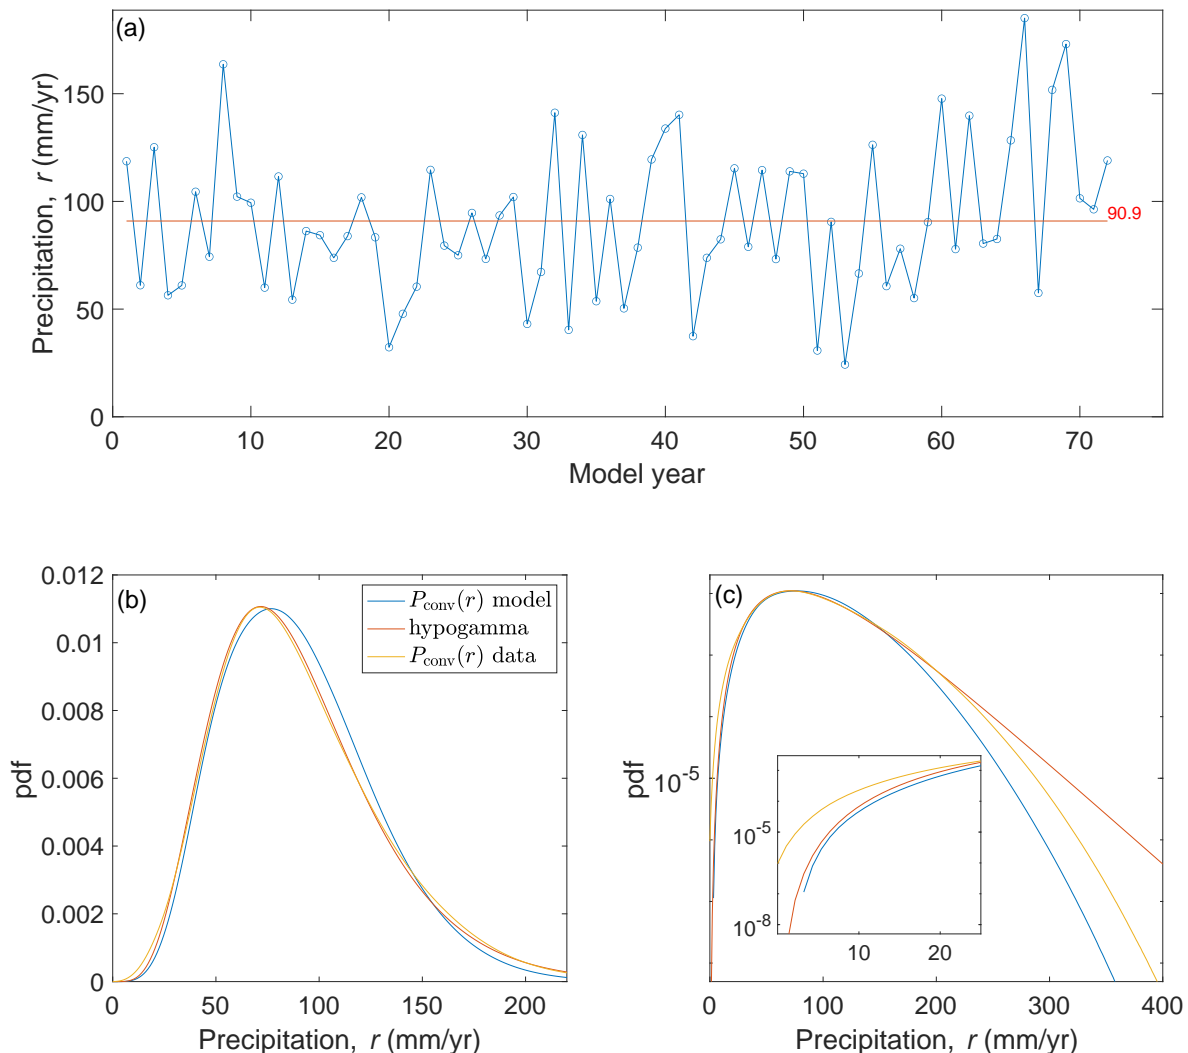 (a)
Precipitation, r (mm/yr)
150
100
50
0
90.9
0 10 20 30 40 50 60 70
Model year
(b)
pdf
0.012
0.01
0.008
0.006
0.004
0.002
0
P_conv(r) model
hypogamma
P_conv(r) data
0 50 100 150 200
Precipitation, r (mm/yr)
(c)
pdf
10^-5
10^-5
10^-8
10 20
0 100 200 300 400
Precipitation, r (mm/yr)